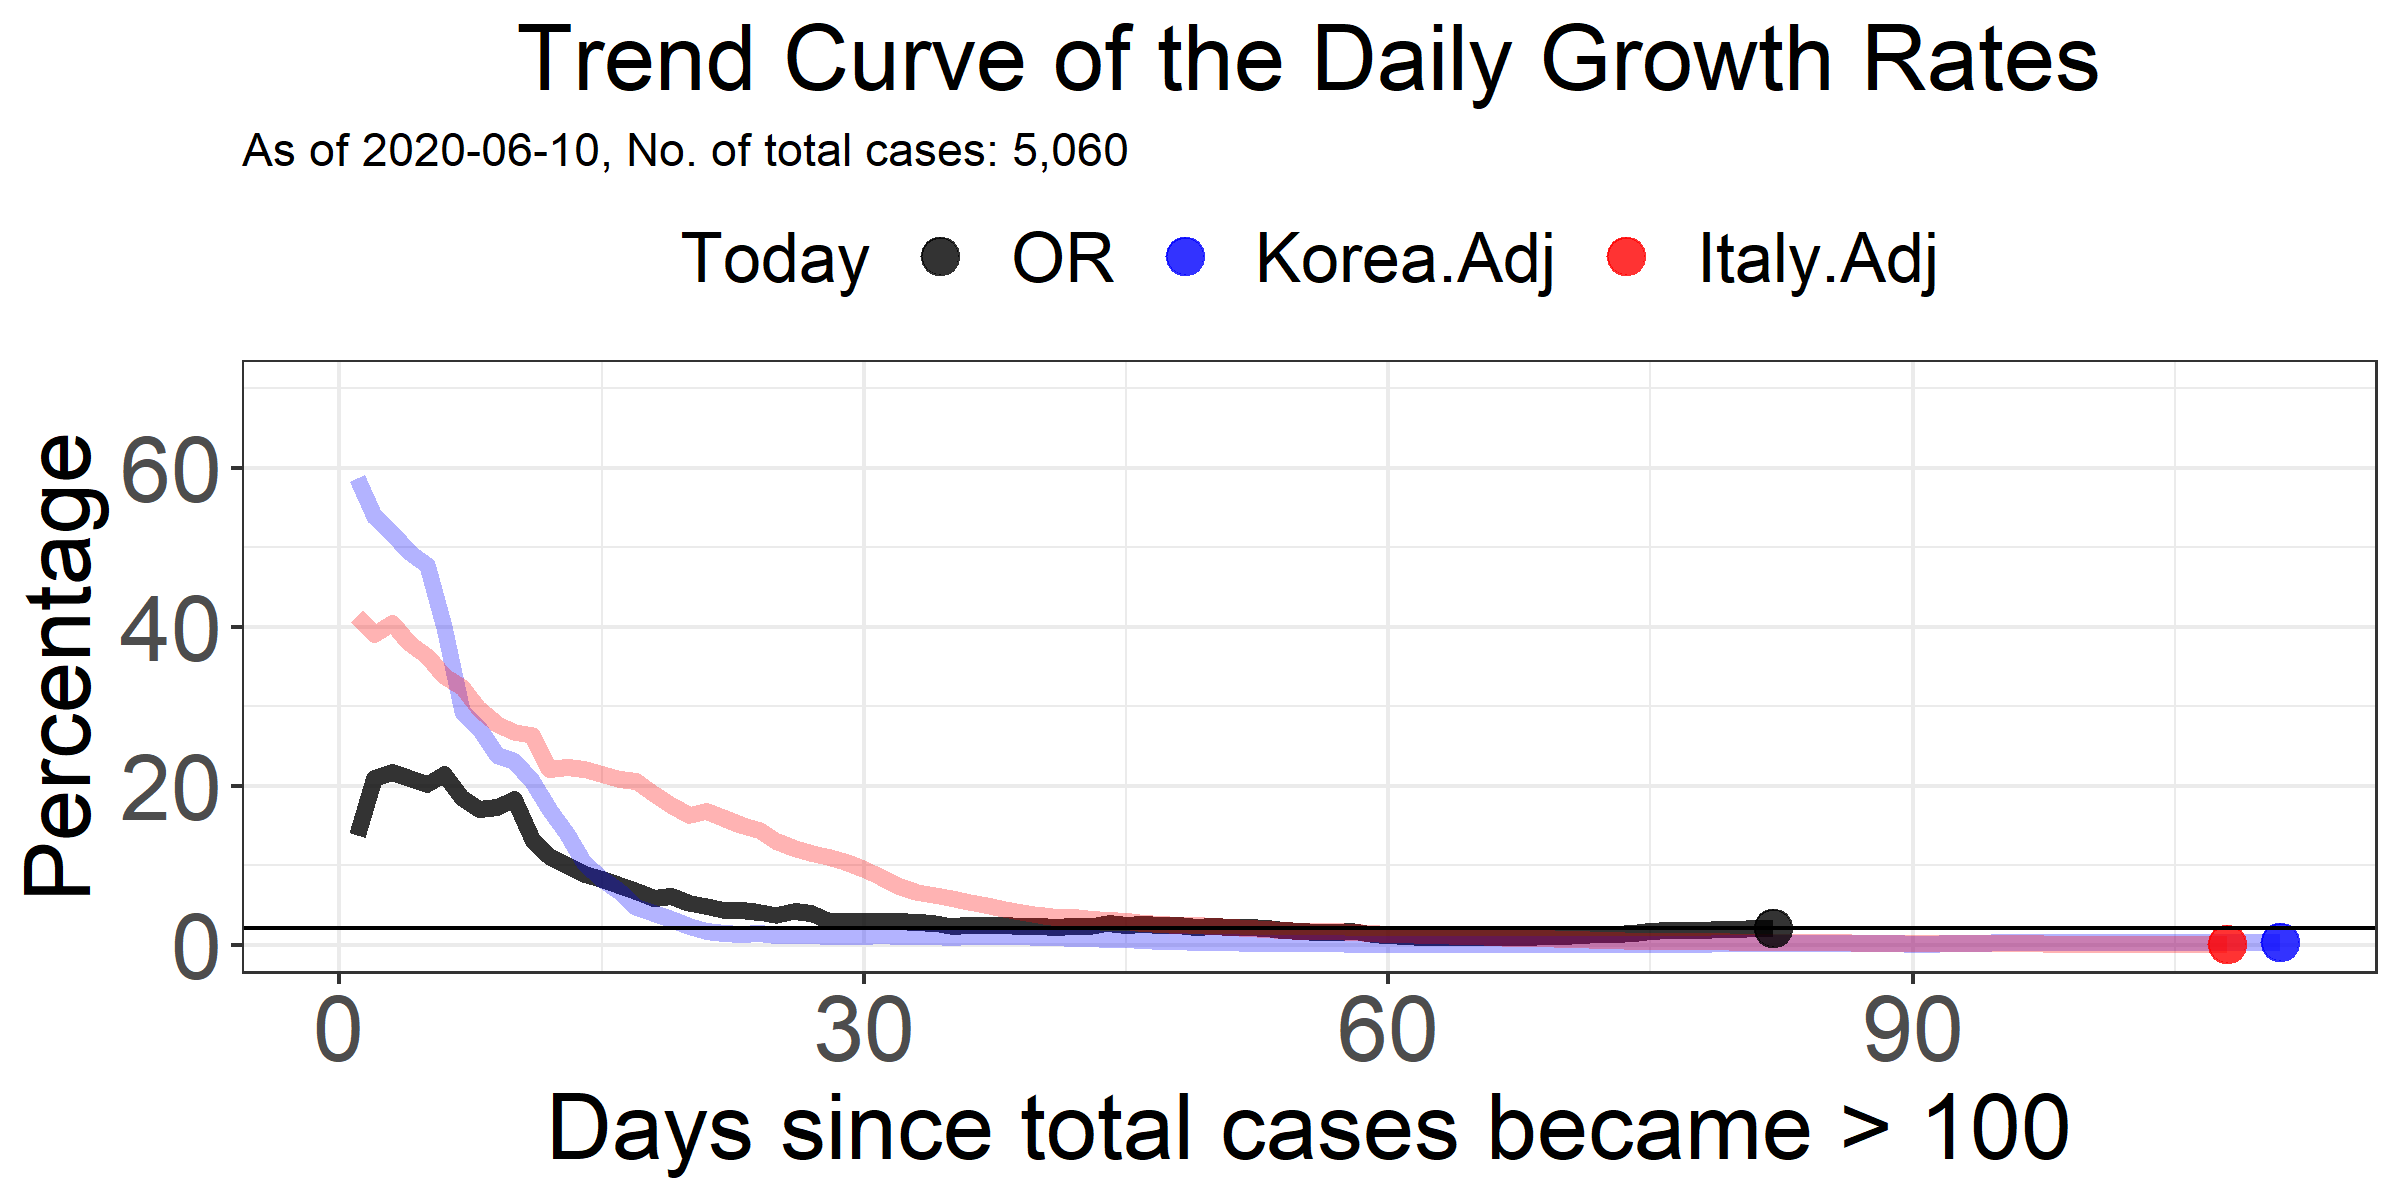 Trend Curve of the Daily Growth Rates
As of 2020-06-10, No. of total cases: 5,060
Today OR Korea.Adj Italy.Adj
Percentage
60
40
20
0
0 30 60 90
Days since total cases became > 100